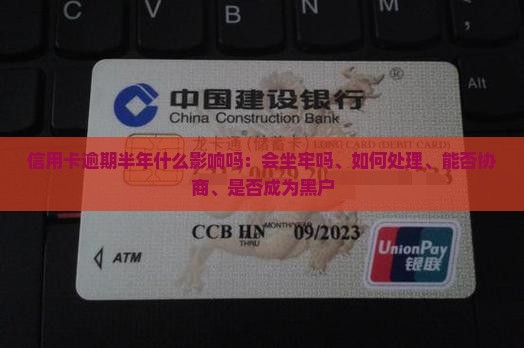 ®
Alt
中国建设银行
China Construction Bank
龙卡通(储蓄卡) LONG CARD (DEBIT CARD)
信用卡逾期半年什么影响吗:会坐牢吗、如何处理、能否协
商、是否成为黑户
MONTH/YEAR
CCB HN 09/2023
THRU
ATM
UnionPay
银联